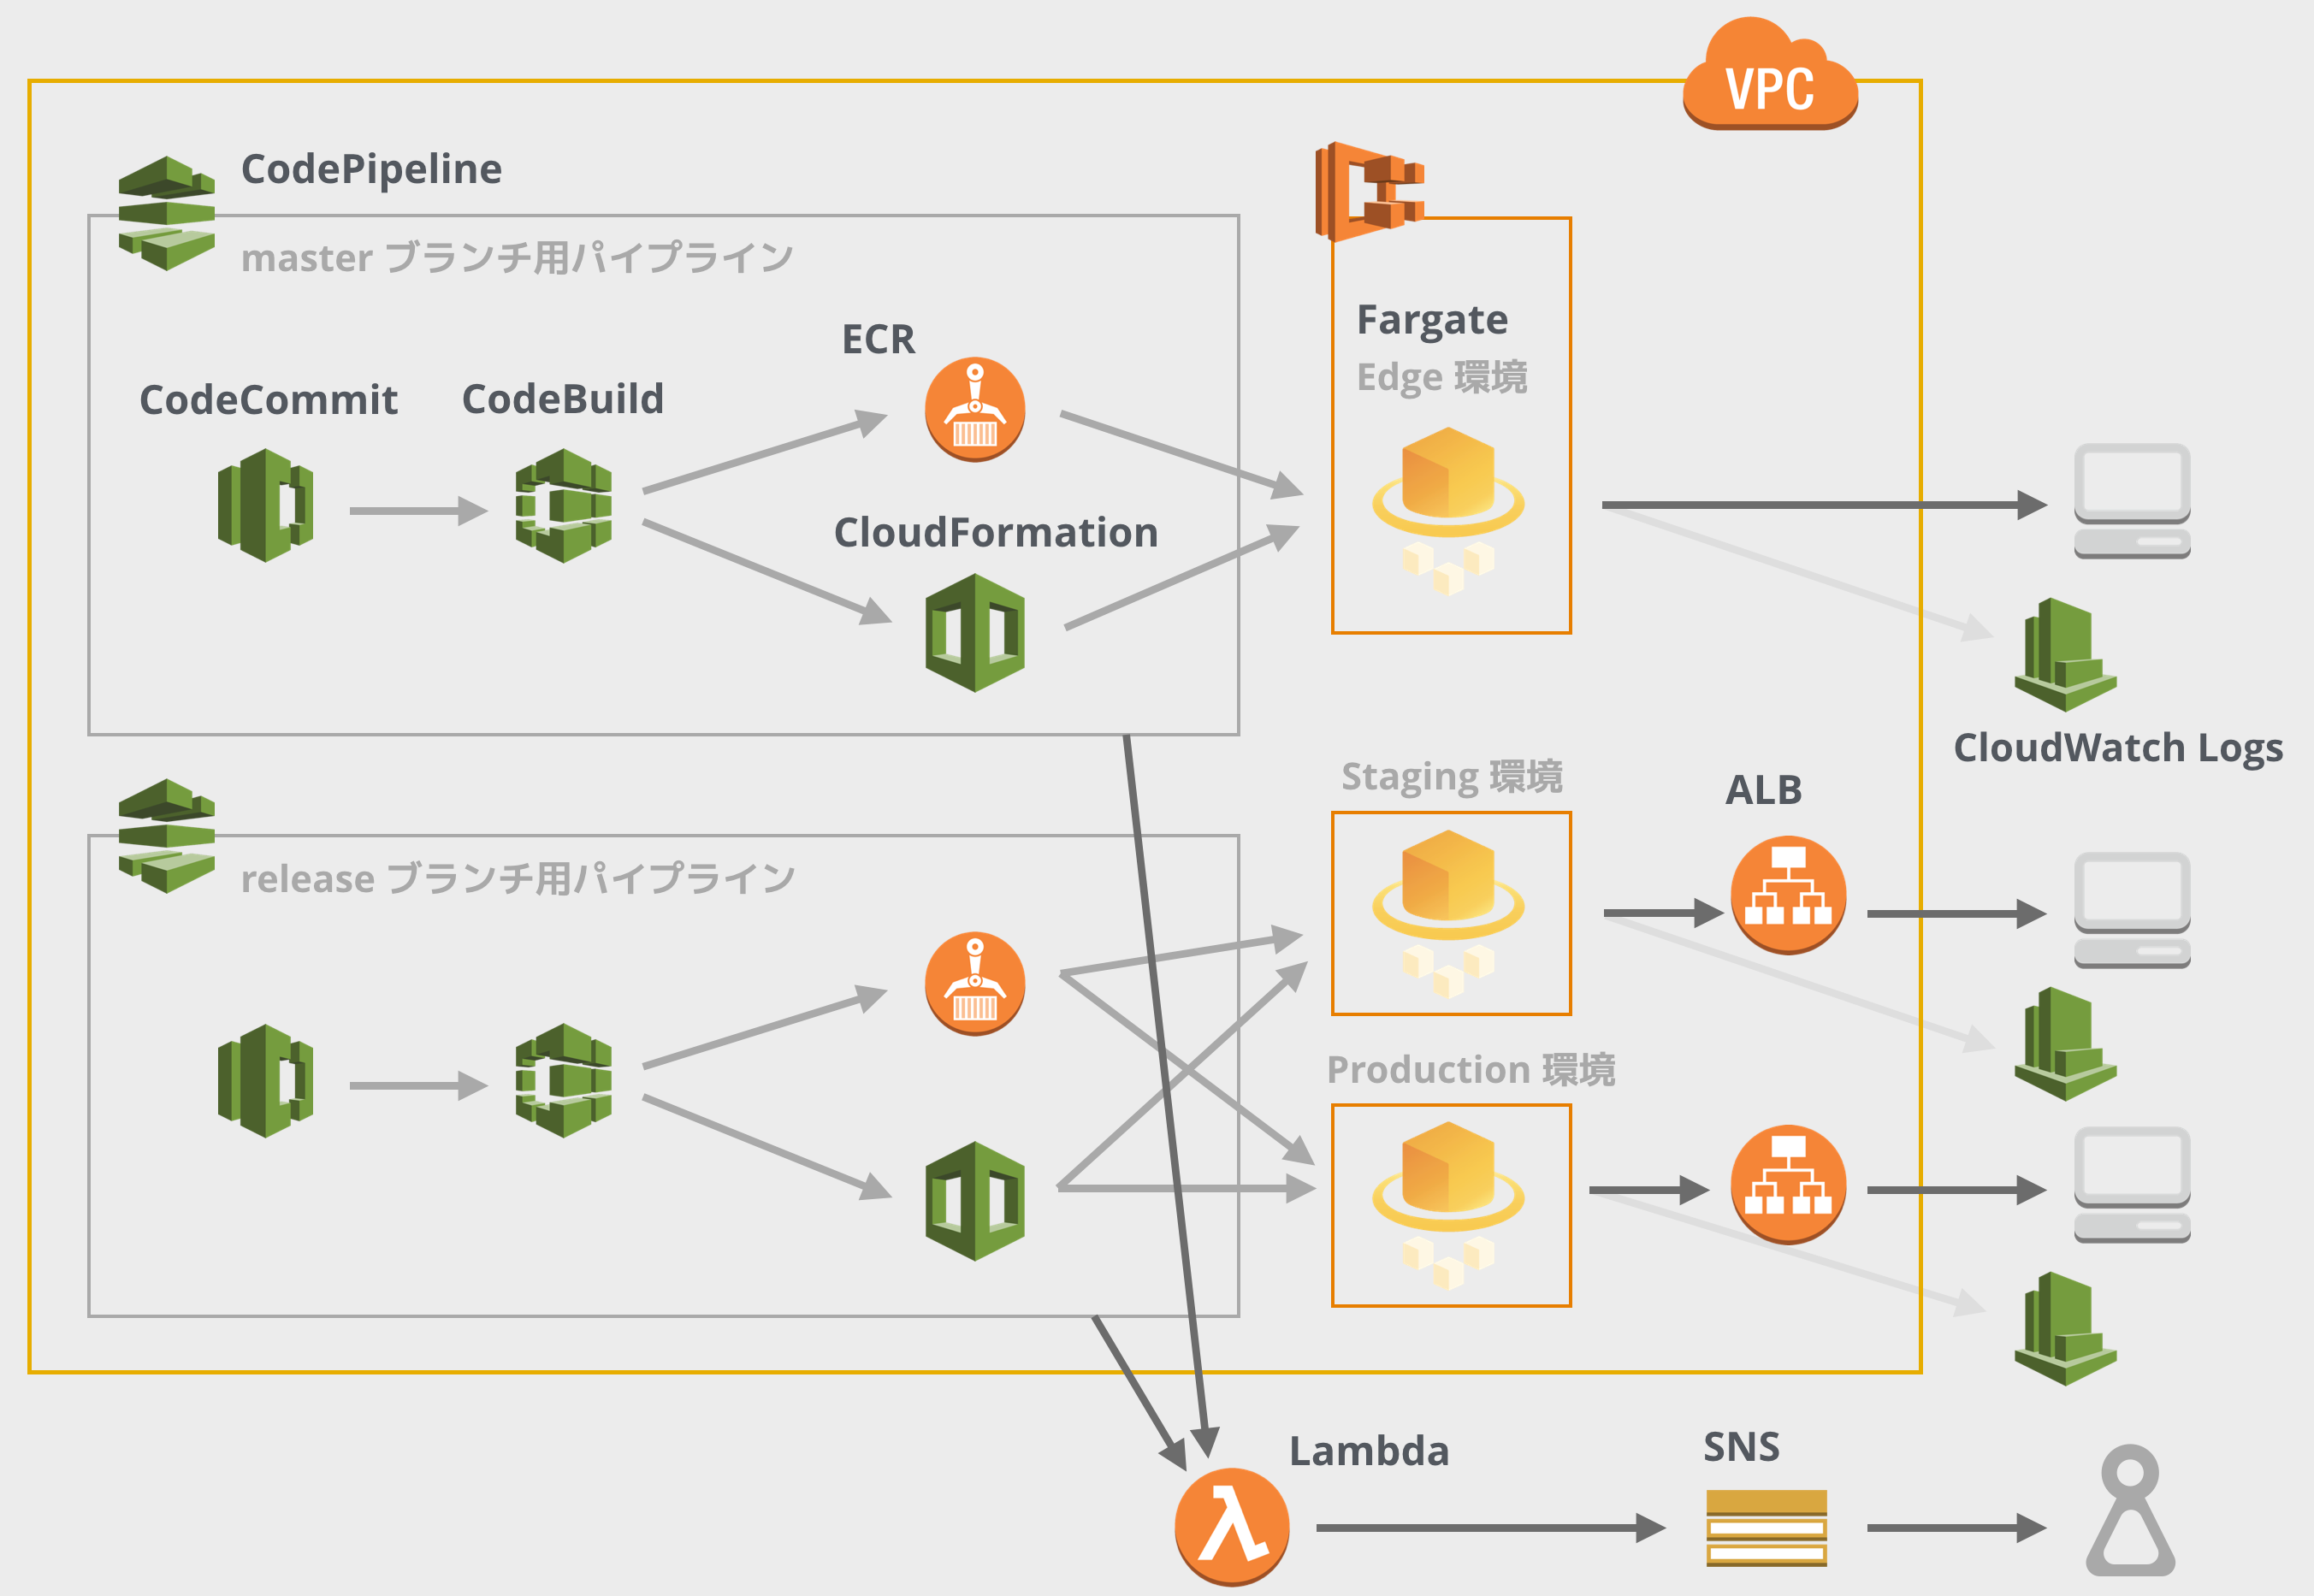 VPC
CodePipeline
master ブランチ用パイプライン
ECR
CodeCommit
CodeBuild
CloudFormation
Fargate
Edge 環境
CloudWatch Logs
Staging 環境
ALB
release ブランチ用パイプライン
Production 環境
Lambda
SNS